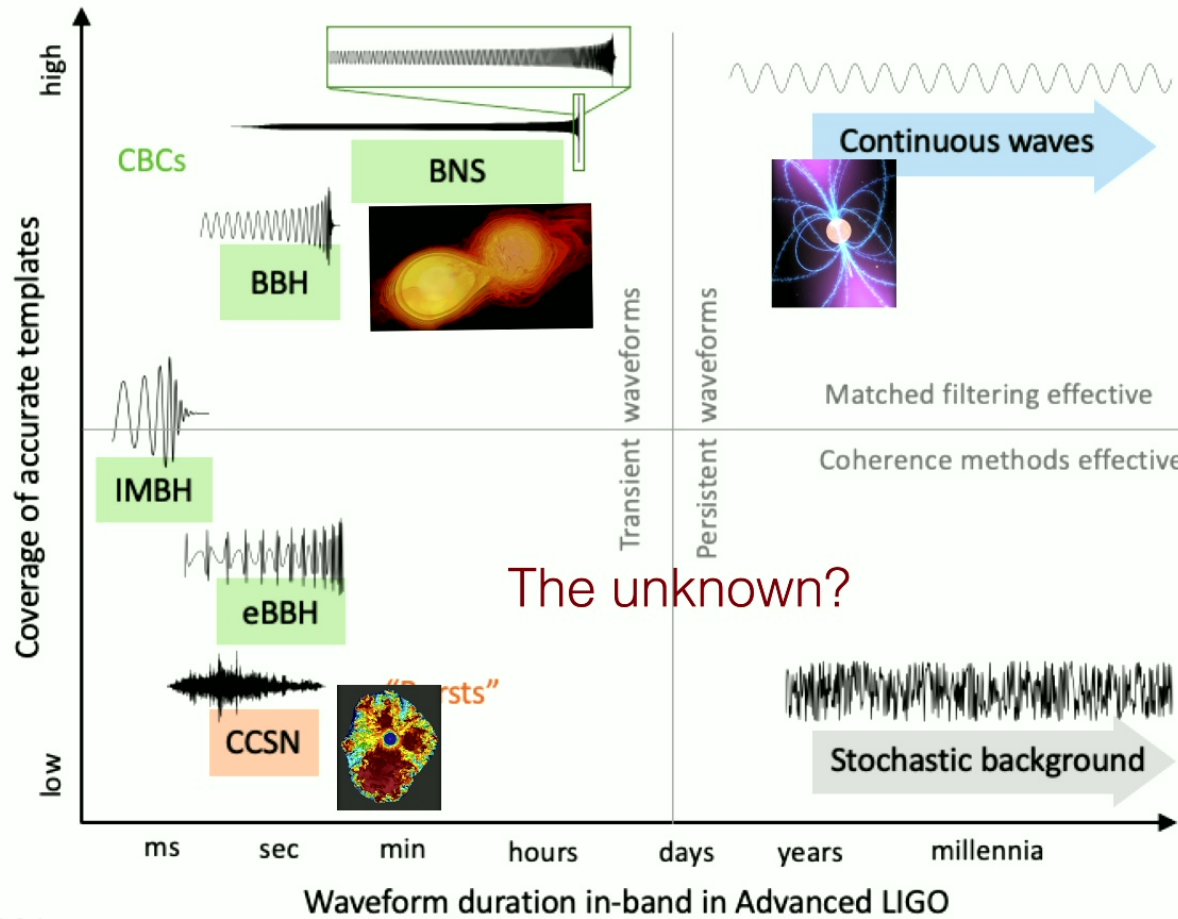 high
Coverage of accurate templates
low
CBCs
BNS
BBH
IMBH
eBBH
CCSN
Continuous waves
Transient waveforms
Persistent waveforms
Matched filtering effective
Coherence methods effective
The unknown?
Stochastic background
ms sec min hours days years millennia
Waveform duration in-band in Advanced LIGO